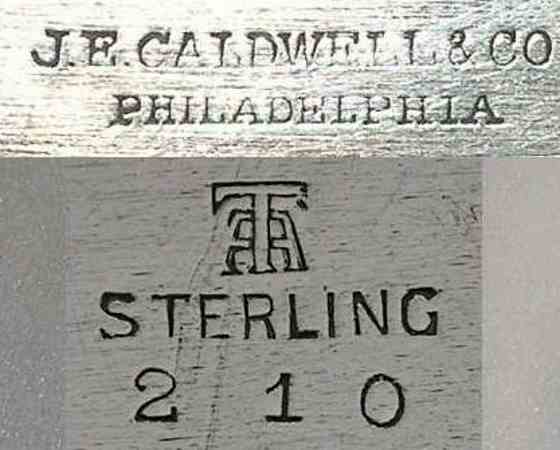 J.E.CALDWELL & CO
PHILADELPHIA
STERLING
2 1 0